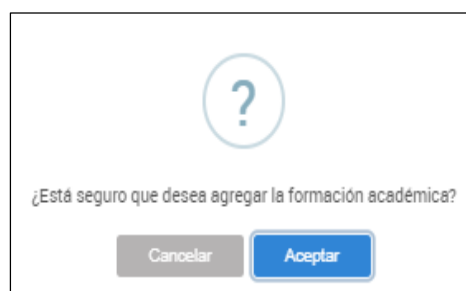 ?
¿Está seguro que desea agregar la formación académica?
Cancelar Aceptar